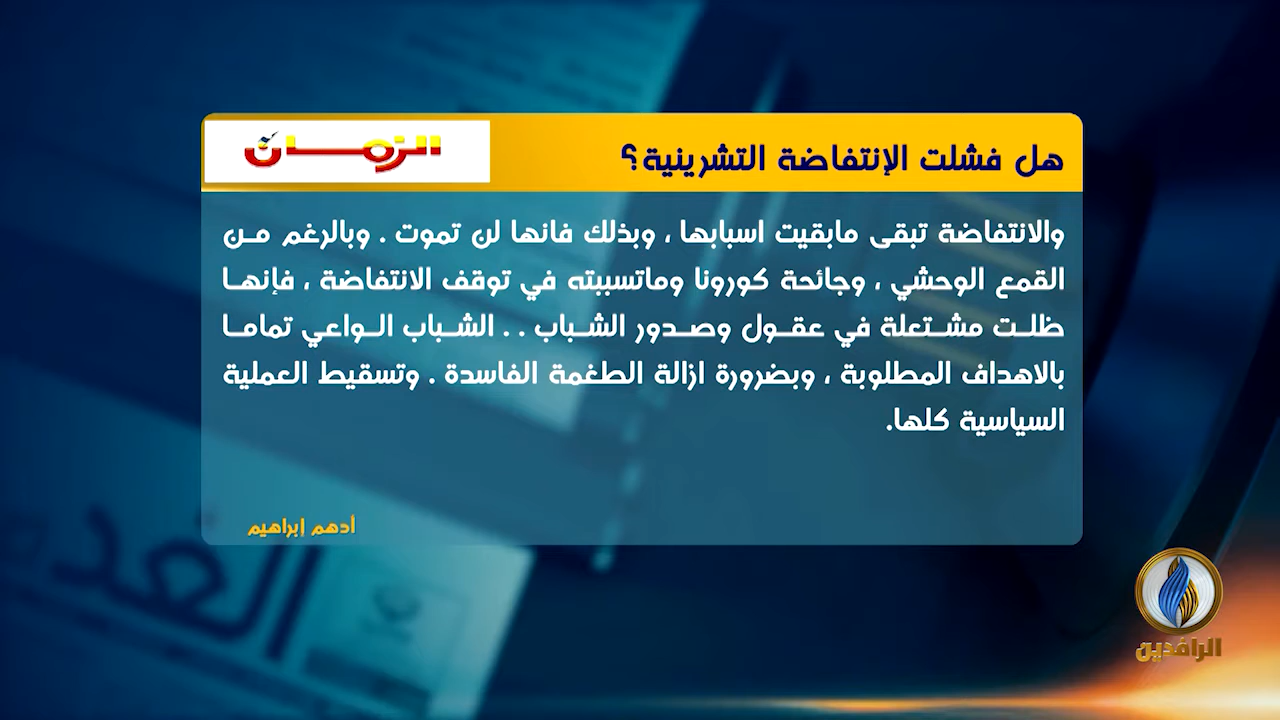 هل فشلت الإنتفاضة التشرينية؟
الزمان
والانتفاضة تبقى مابقيت اسبابها ، وبذلك فانها لن تموت . وبالرغم من
القمع الوحشي ، وجائحة كورونا وماتسببته في توقف الانتفاضة ، فإنها
ظلت مشتعلة في عقول وصدور الشباب . . الشباب الواعي تماما
بالاهداف المطلوبة ، وبضرورة ازالة الطغمة الفاسدة . وتسقيط العملية
السياسية كلها.
أدهم إبراهيم
الرافدين